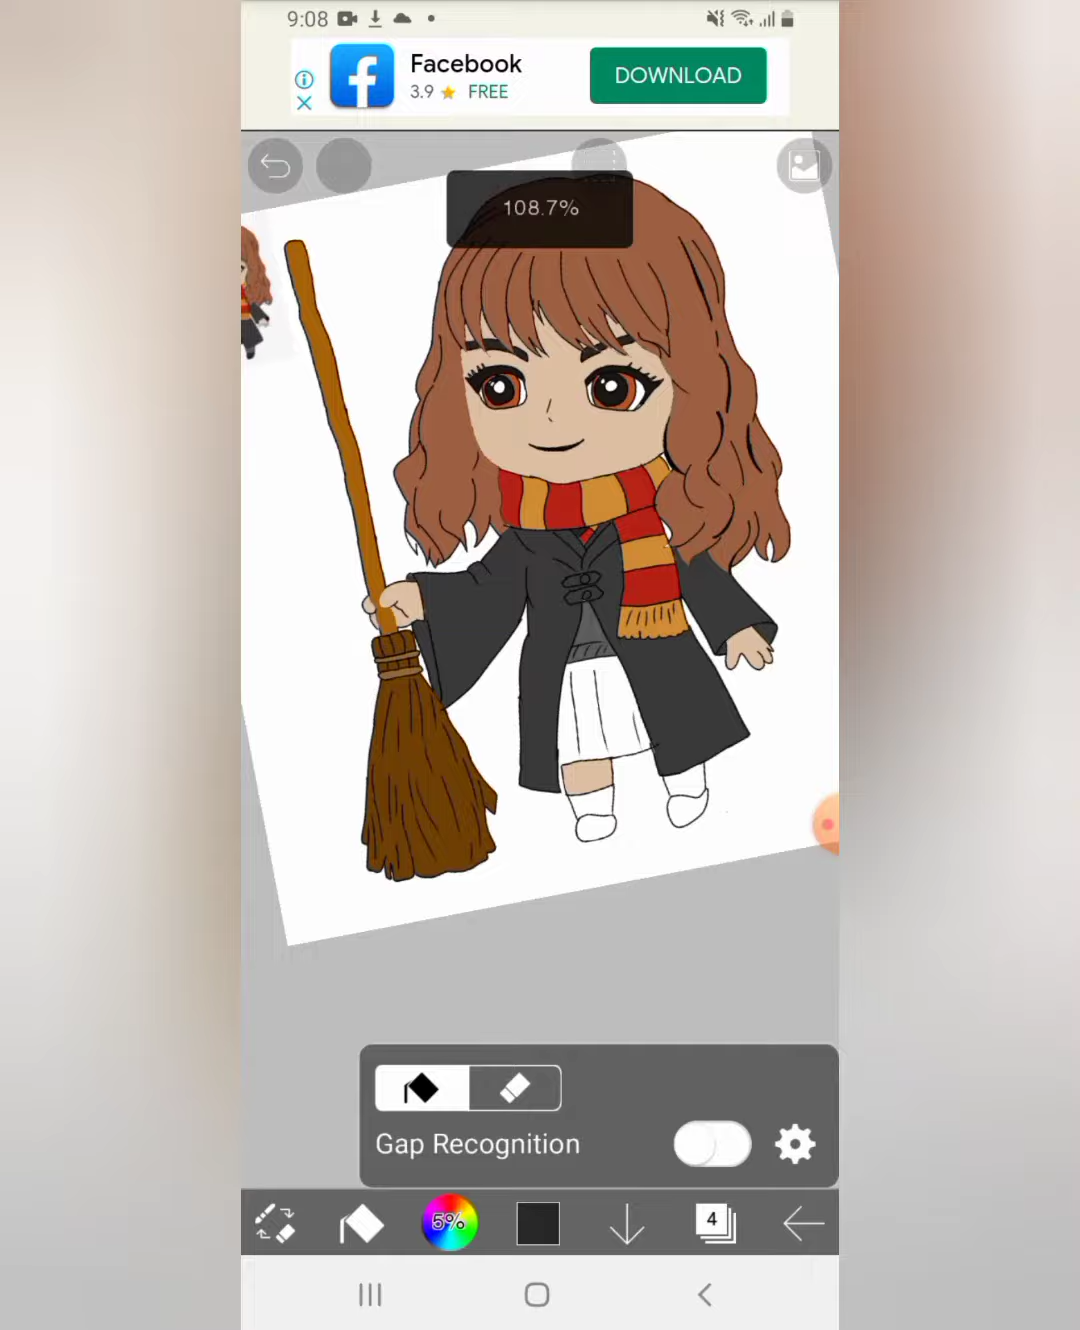 9:08
Facebook
3.9 FREE
DOWNLOAD
108.7%
Gap Recognition
5%
4